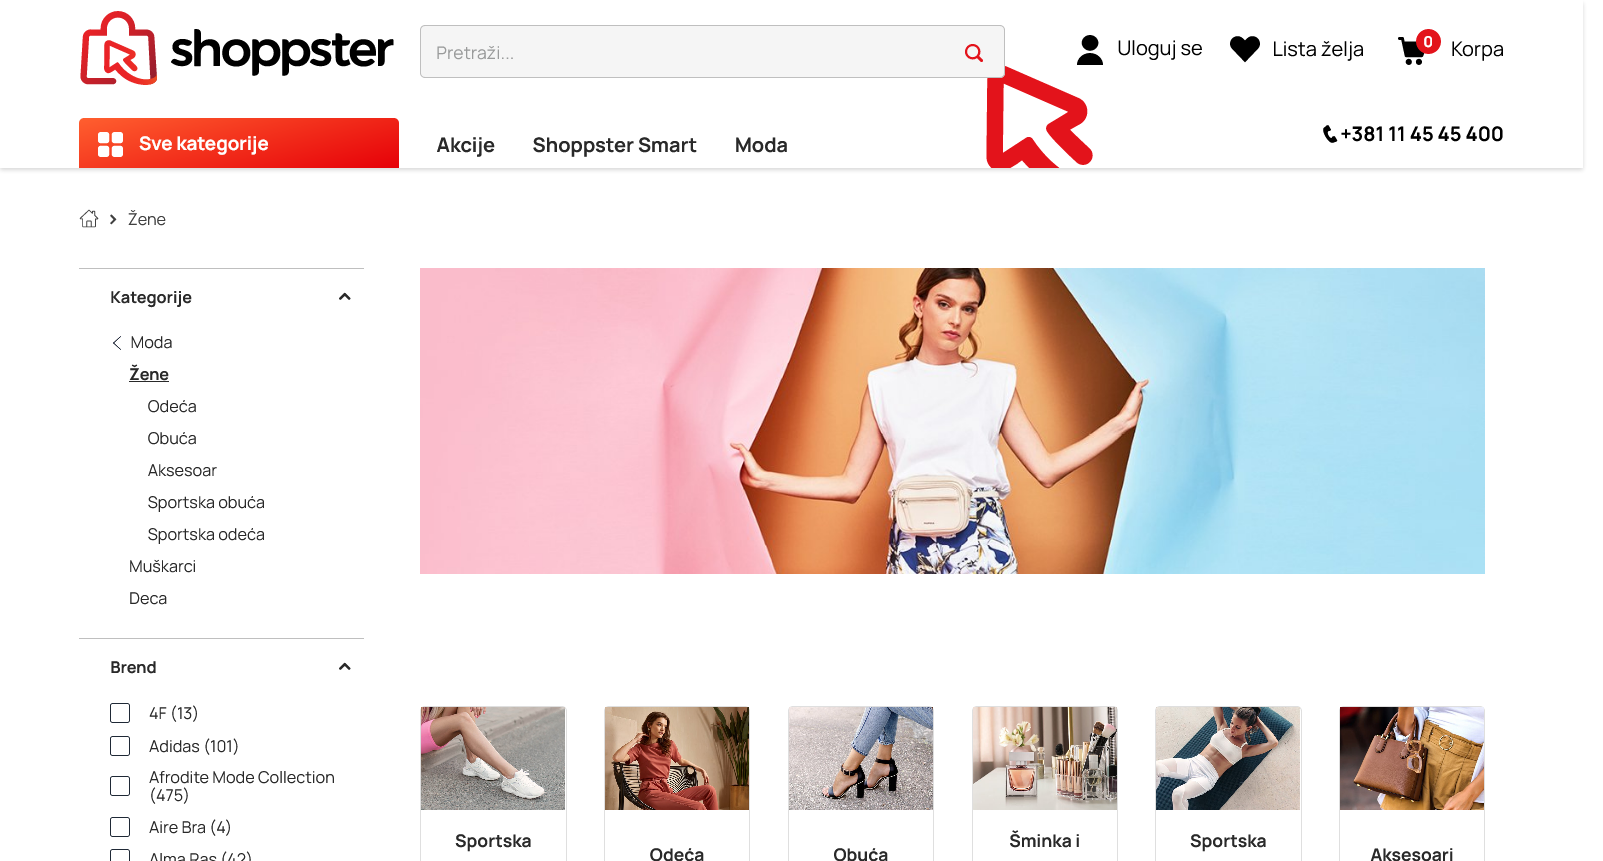 shoppster
Pretraži...
Uloguj se
Lista želja
0
Korpa
Sve kategorije
Akcije
Shoppster Smart
Moda
+381 11 45 45 400
Žene
Kategorije
Moda
Žene
Odeća
Obuća
Aksesoar
Sportska obuća
Sportska odeća
Muškarci
Deca
Brend
4F (13)
Adidas (101)
Afrodite Mode Collection
(475)
Aire Bra (4)
Alma Ras (42)
Sportska
Odeća
Obuća
Šminka i
Sportska
Aksesoari